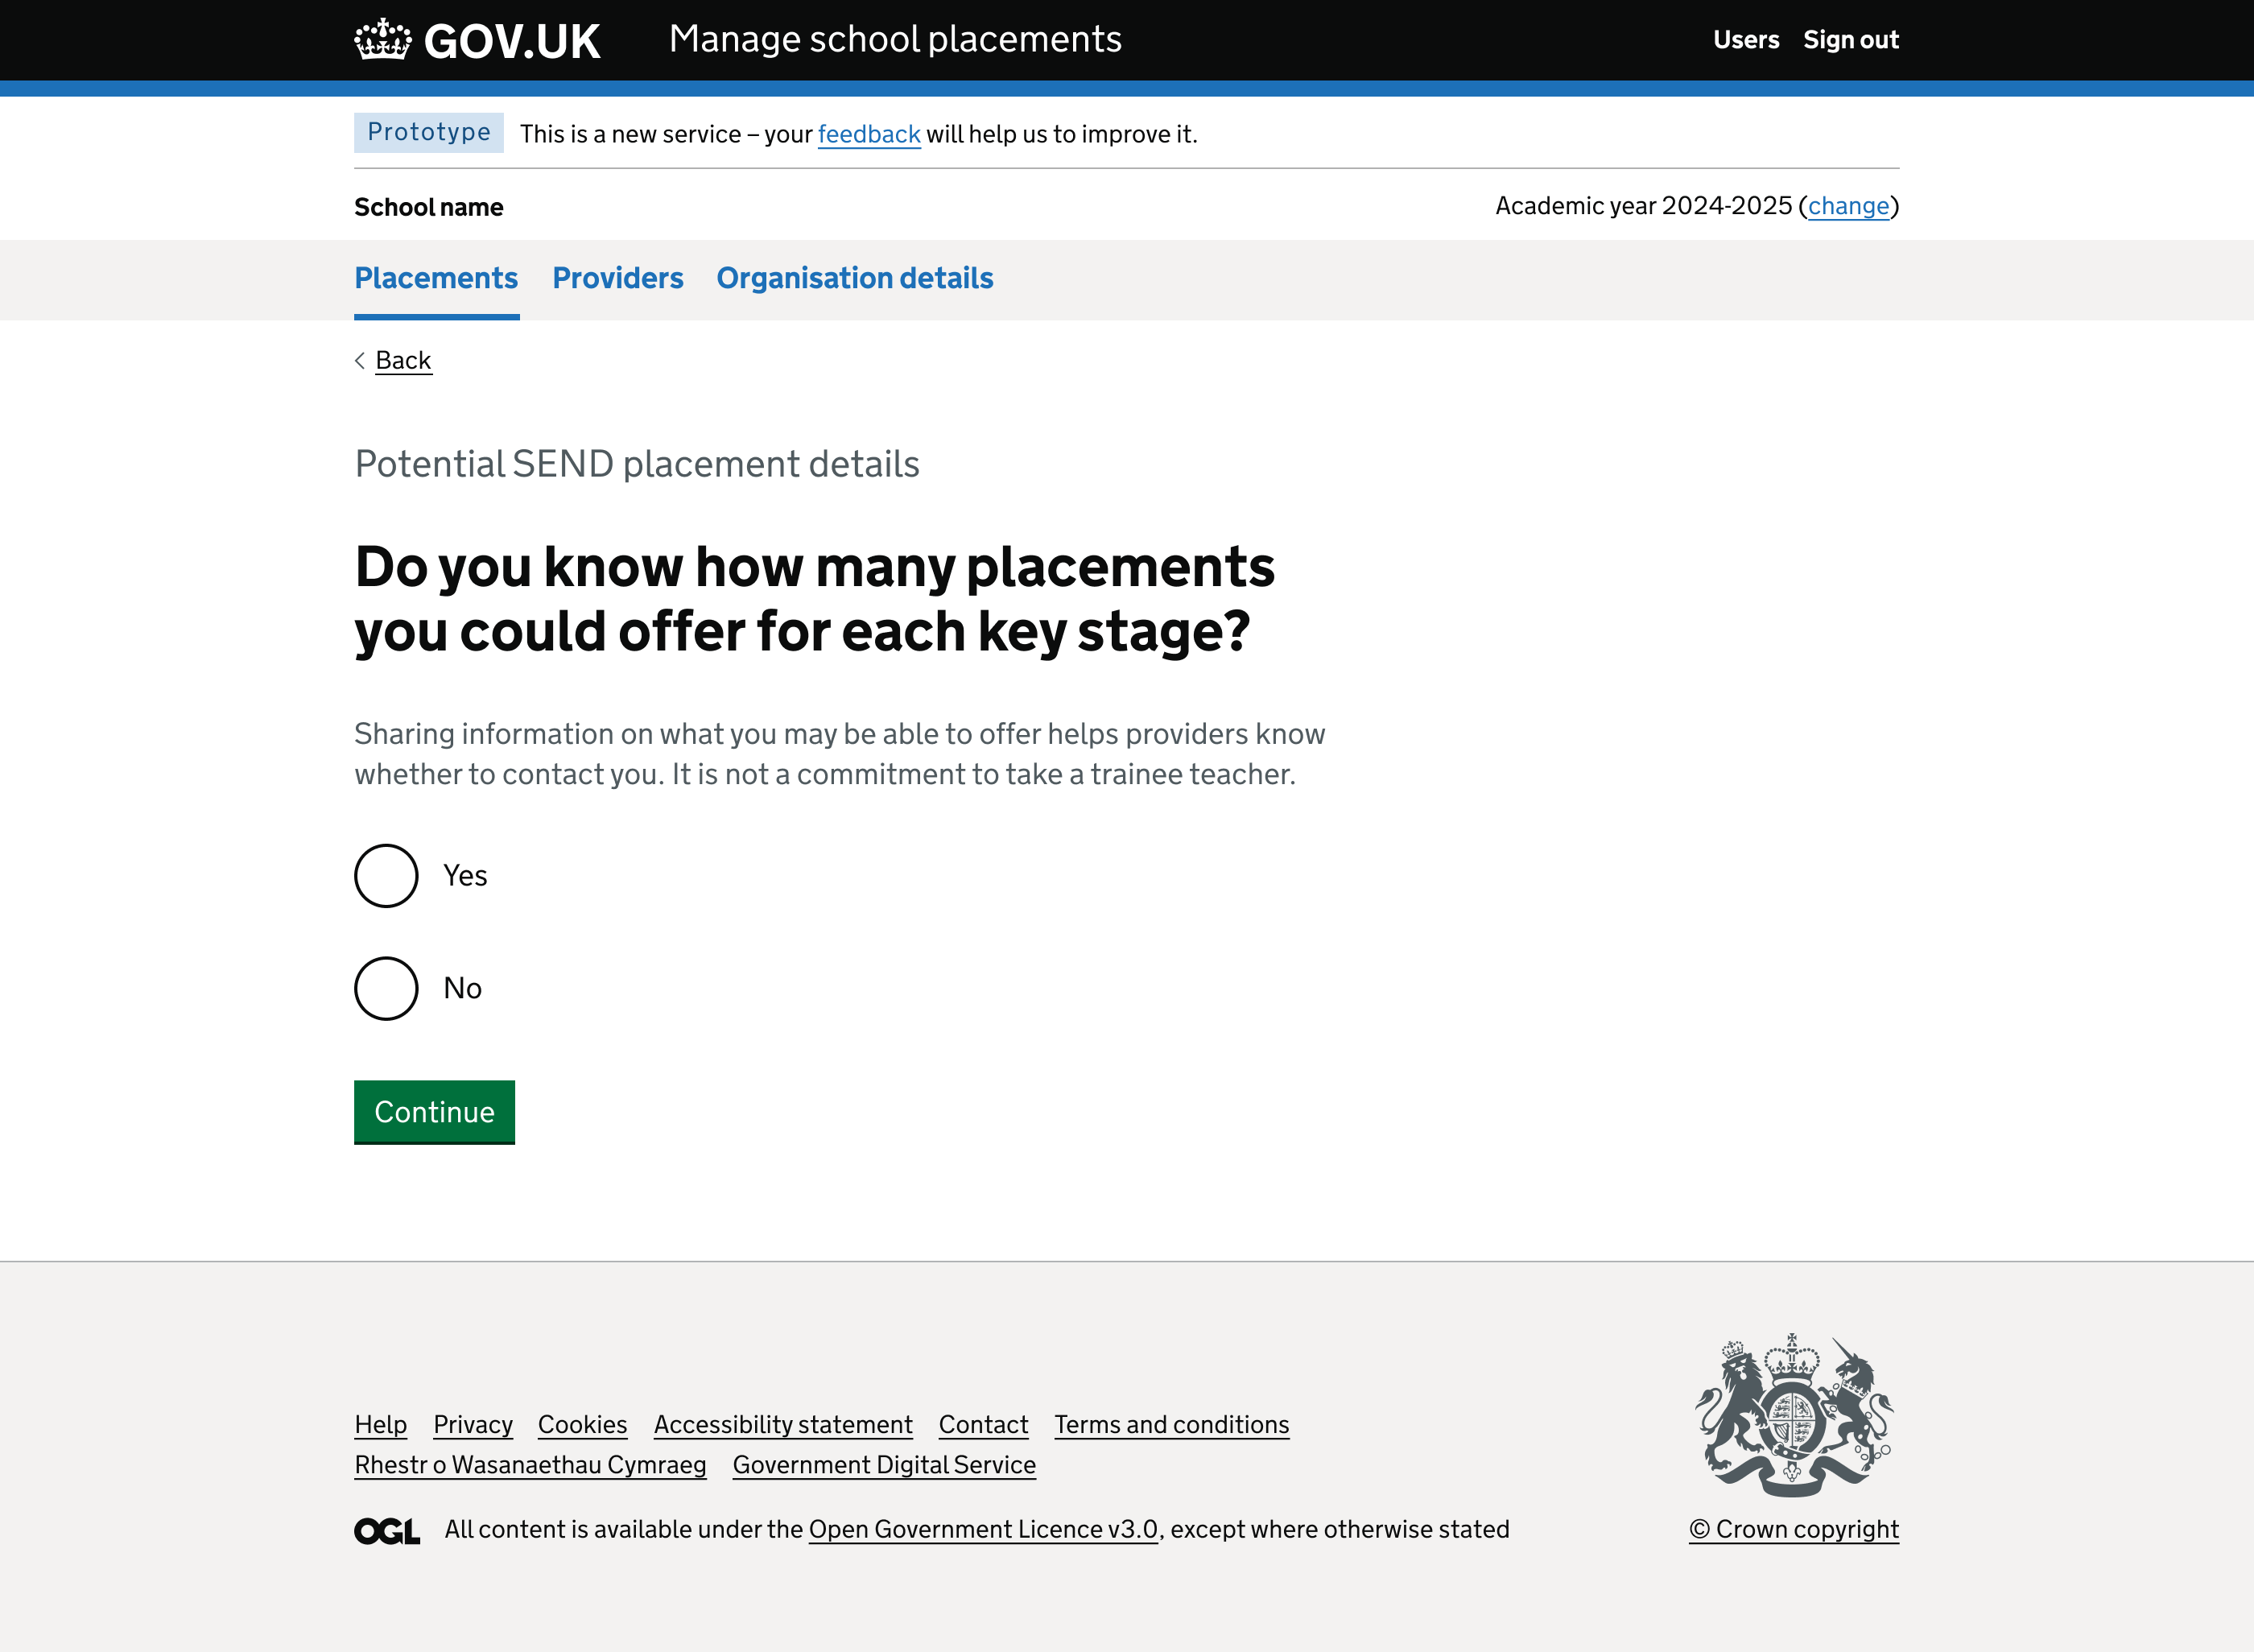 GOV.UK Manage school placements Users Sign out
Prototype This is a new service – your feedback will help us to improve it.
School name Academic year 2024-2025 (change)
Placements Providers Organisation details
Back
Potential SEND placement details
Do you know how many placements
you could offer for each key stage?
Sharing information on what you may be able to offer helps providers know
whether to contact you. It is not a commitment to take a trainee teacher.
Yes
No
Continue
Help Privacy Cookies Accessibility statement Contact Terms and conditions
Rhestr o Wasanaethau Cymraeg Government Digital Service
OGL All content is available under the Open Government Licence v3.0, except where otherwise stated © Crown copyright